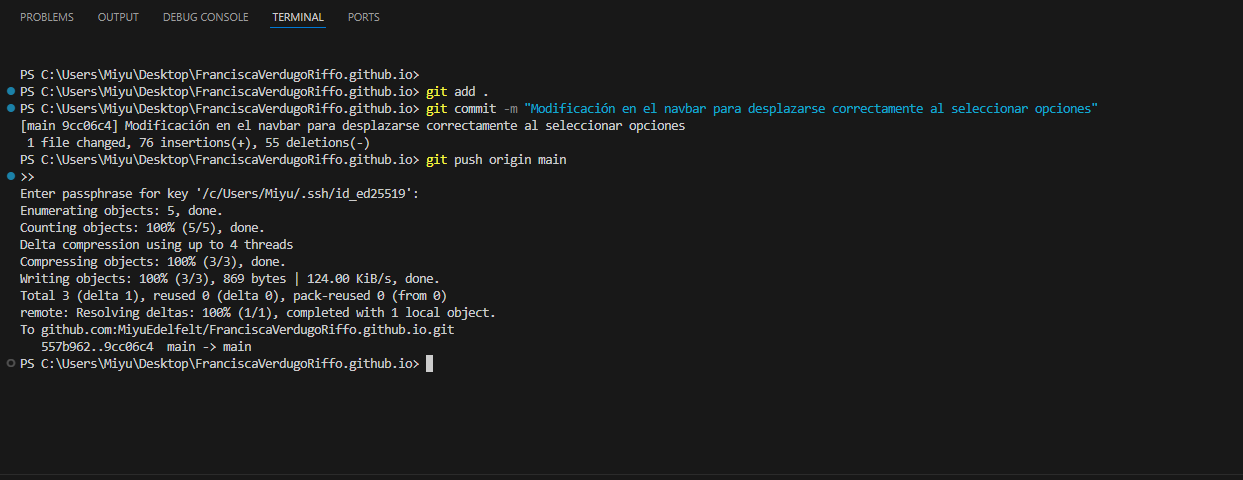 PROBLEMS OUTPUT DEBUG CONSOLE TERMINAL PORTS
PS C:\Users\Miyu\Desktop\FranciscaVerdugoRiffo.github.io>
PS C:\Users\Miyu\Desktop\FranciscaVerdugoRiffo.github.io> git add .
PS C:\Users\Miyu\Desktop\FranciscaVerdugoRiffo.github.io> git commit -m "Modificación en el navbar para desplazarse correctamente al seleccionar opciones"
[main 9cc06c4] Modificación en el navbar para desplazarse correctamente al seleccionar opciones
 1 file changed, 76 insertions(+), 55 deletions(-)
PS C:\Users\Miyu\Desktop\FranciscaVerdugoRiffo.github.io> git push origin main
>>
Enter passphrase for key '/c/Users/Miyu/.ssh/id_ed25519':
Enumerating objects: 5, done.
Counting objects: 100% (5/5), done.
Delta compression using up to 4 threads
Compressing objects: 100% (3/3), done.
Writing objects: 100% (3/3), 869 bytes | 124.00 KiB/s, done.
Total 3 (delta 1), reused 0 (delta 0), pack-reused 0 (from 0)
remote: Resolving deltas: 100% (1/1), completed with 1 local object.
To github.com:MiyuEdelfelt/FranciscaVerdugoRiffo.github.io.git
   557b962..9cc06c4  main -> main
PS C:\Users\Miyu\Desktop\FranciscaVerdugoRiffo.github.io>